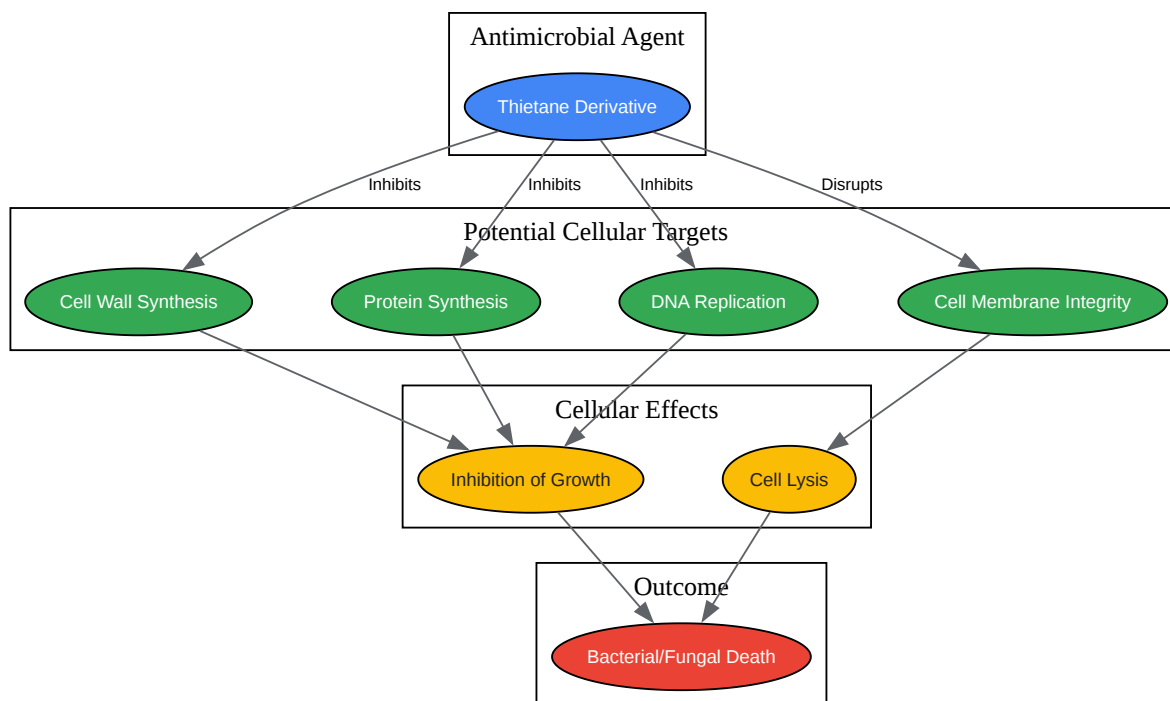 Antimicrobial Agent
Thietane Derivative
Inhibits
Inhibits
Inhibits
Disrupts
Potential Cellular Targets
Cell Wall Synthesis
Protein Synthesis
DNA Replication
Cell Membrane Integrity
Cellular Effects
Inhibition of Growth
Cell Lysis
Outcome
Bacterial/Fungal Death